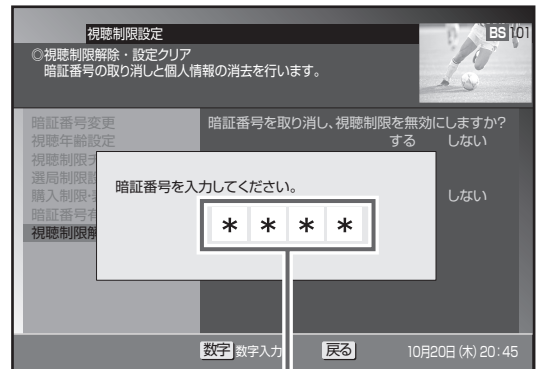 視聴制限設定
BS 101
◎視聴制限解除・設定クリア
暗証番号の取り消しと個人情報の消去を行います。
暗証番号変更
暗証番号を取り消し、視聴制限を無効にしますか?
視聴年齢設定
する しない
視聴制限
選局制限
購入制限
しない
暗証番号
視聴制限
暗証番号を入力してください。
＊ ＊ ＊ ＊
数字 数字入力
戻る
10月20日(木)20:45